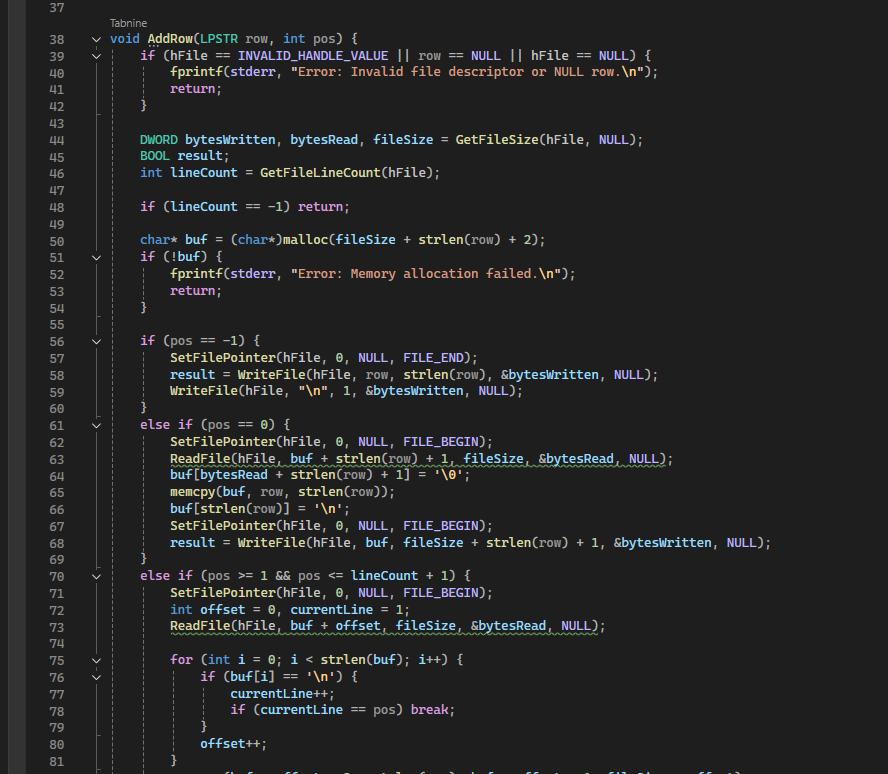 37
Tabnine
38 void AddRow(LPSTR row, int pos) {
39 if (hFile == INVALID_HANDLE_VALUE || row == NULL || hFile == NULL) {
40 fprintf(stderr, "Error: Invalid file descriptor or NULL row.\n");
41 return;
42 }
43
44 DWORD bytesWritten, bytesRead, fileSize = GetFileSize(hFile, NULL);
45 BOOL result;
46 int lineCount = GetFileLineCount(hFile);
47
48 if (lineCount == -1) return;
49
50 char* buf = (char*)malloc(fileSize + strlen(row) + 2);
51 if (!buf) {
52 fprintf(stderr, "Error: Memory allocation failed.\n");
53 return;
54 }
55
56 if (pos == -1) {
57 SetFilePointer(hFile, 0, NULL, FILE_END);
58 result = WriteFile(hFile, row, strlen(row), &bytesWritten, NULL);
59 WriteFile(hFile, "\n", 1, &bytesWritten, NULL);
60 }
61 else if (pos == 0) {
62 SetFilePointer(hFile, 0, NULL, FILE_BEGIN);
63 ReadFile(hFile, buf + strlen(row) + 1, fileSize, &bytesRead, NULL);
64 buf[bytesRead + strlen(row) + 1] = '\0';
65 memcpy(buf, row, strlen(row));
66 buf[strlen(row)] = '\n';
67 SetFilePointer(hFile, 0, NULL, FILE_BEGIN);
68 result = WriteFile(hFile, buf, fileSize + strlen(row) + 1, &bytesWritten, NULL);
69 }
70 else if (pos >= 1 && pos <= lineCount + 1) {
71 SetFilePointer(hFile, 0, NULL, FILE_BEGIN);
72 int offset = 0, currentLine = 1;
73 ReadFile(hFile, buf + offset, fileSize, &bytesRead, NULL);
74
75 for (int i = 0; i < strlen(buf); i++) {
76 if (buf[i] == '\n') {
77 currentLine++;
78 if (currentLine == pos) break;
79 }
80 offset++;
81 }